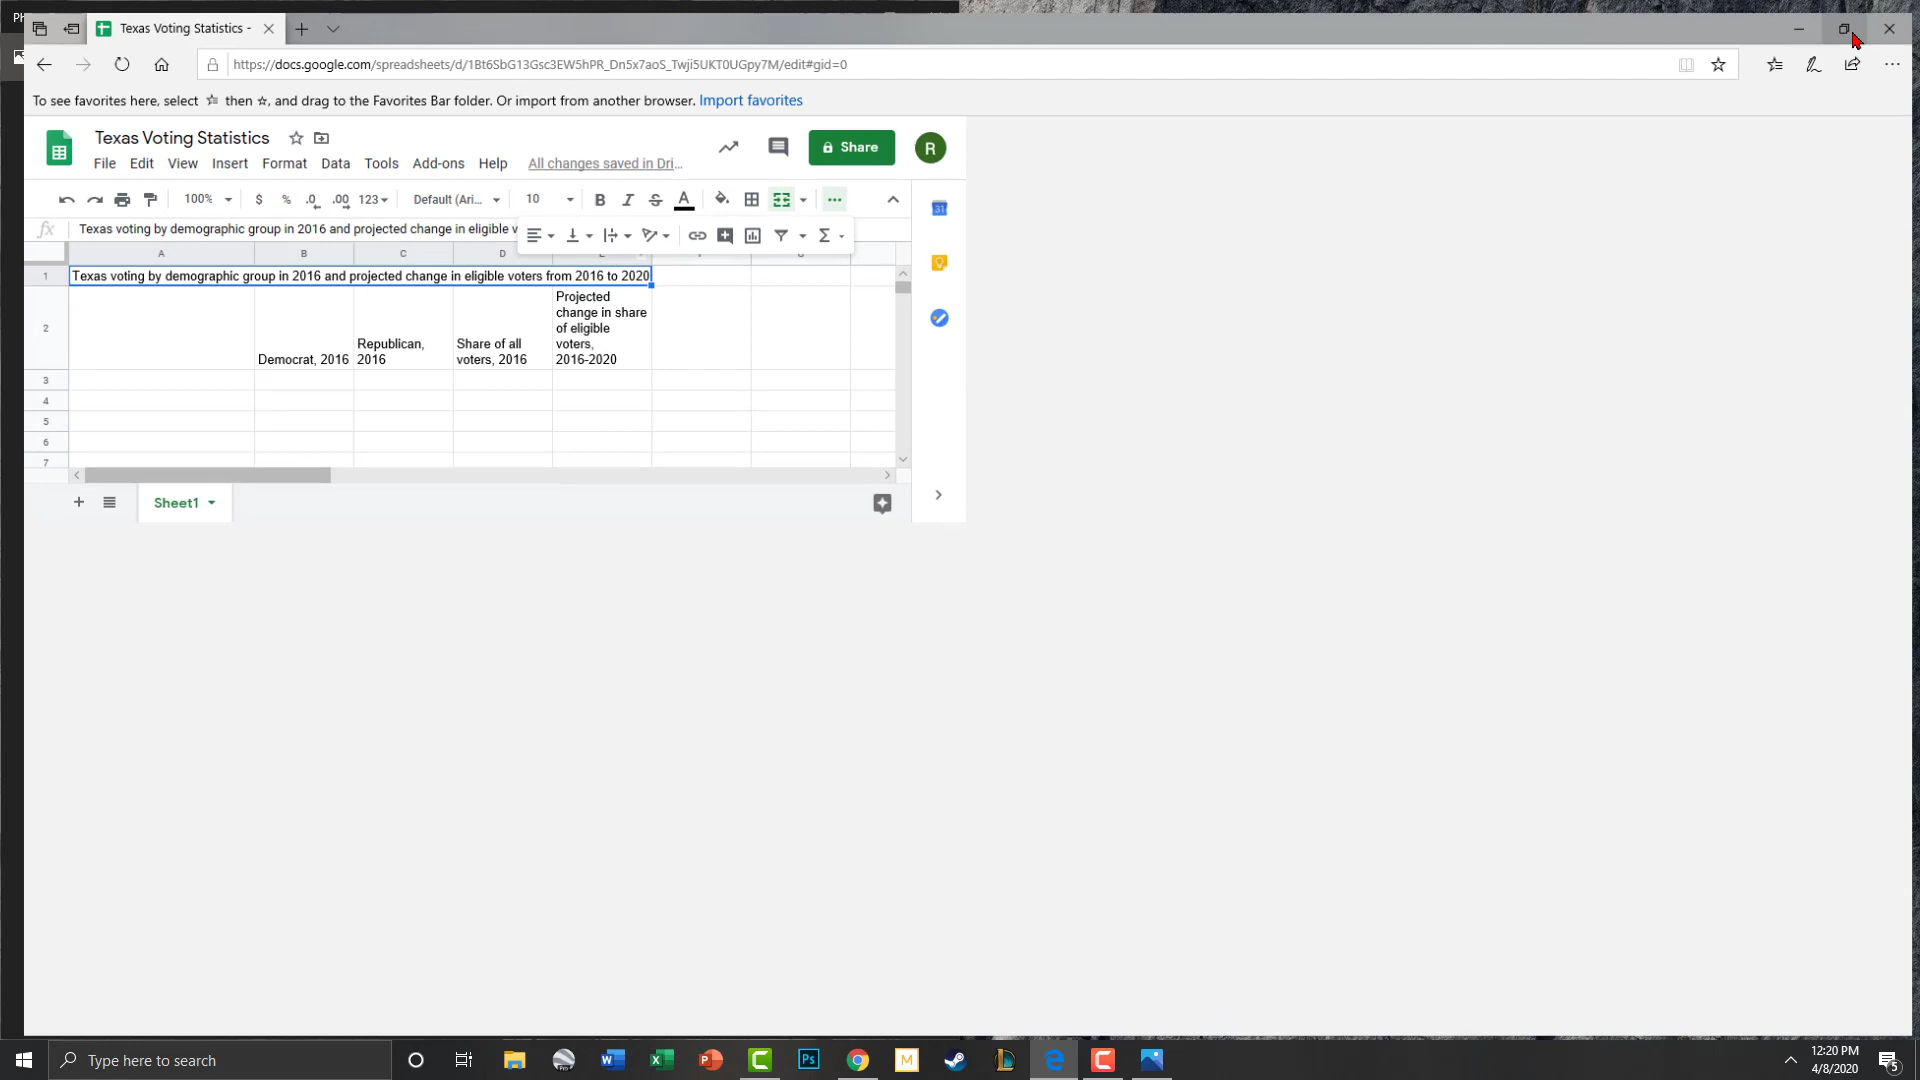 Ph
Texas Voting Statistics -
https://docs.google.com/spreadsheets/d/1Bt6SbG13Gsc3EW5hPR_Dn5x7aoS_Twji5UKT0UGpy7M/edit#gid=0
To see favorites here, select then ☆, and drag to the Favorites Bar folder. Or import from another browser. Import favorites
Texas Voting Statistics
Share
R
File Edit View Insert Format Data Tools Add-ons Help All changes saved in Dri...
100% $ % .0 .00 123 Default (Ari... 10 B I S A
31
fx Texas voting by demographic group in 2016 and projected change in eligible v
A B C D
1 Texas voting by demographic group in 2016 and projected change in eligible voters from 2016 to 2020
2
Democrat, 2016
Republican,
2016
Share of all
voters, 2016
Projected
change in share
of eligible
voters,
2016-2020
3
4
5
6
7
Sheet1
Type here to search
12:20 PM
4/8/2020
5